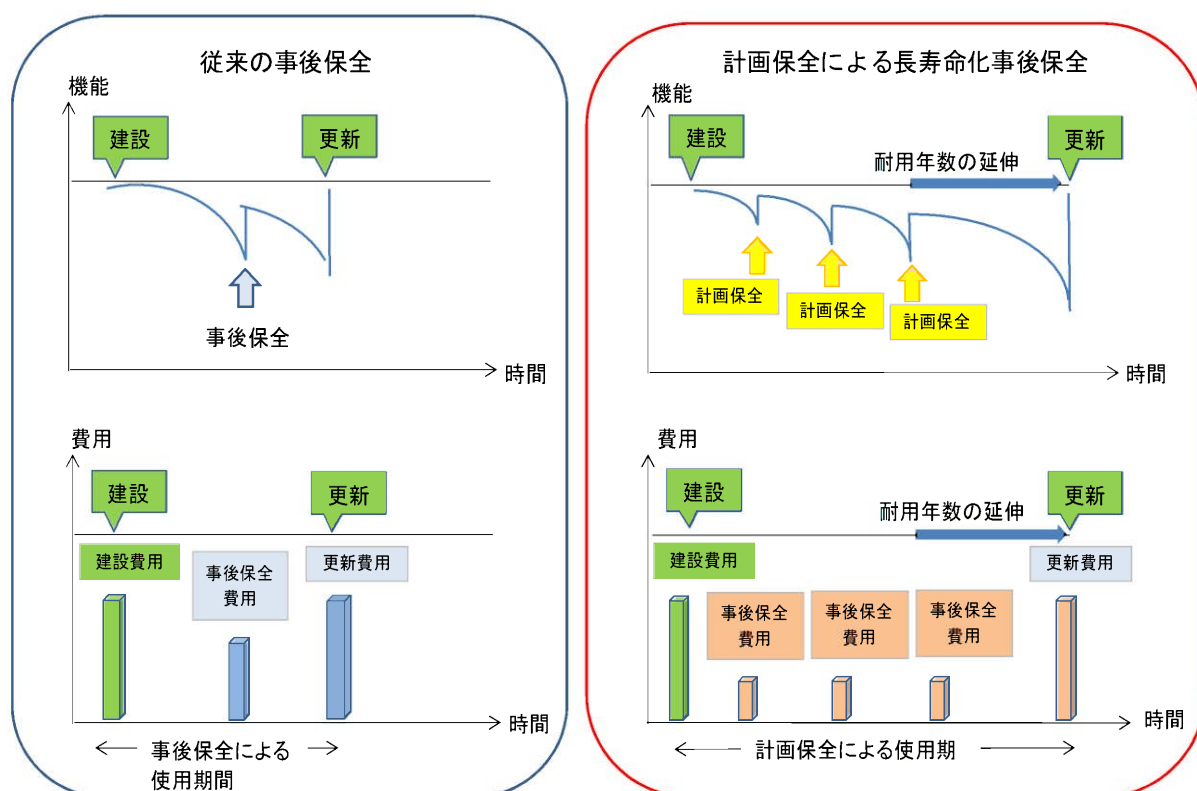 従来の事後保全
機能
建設
更新
事後保全
時間
費用
建設
更新
建設費用
事後保全
費用
更新費用
時間
事後保全による
使用期間
計画保全による長寿命化事後保全
機能
建設
更新
耐用年数の延伸
計画保全
計画保全
計画保全
時間
費用
建設
更新
耐用年数の延伸
建設費用
更新費用
事後保全
費用
事後保全
費用
事後保全
費用
時間
計画保全による使用期